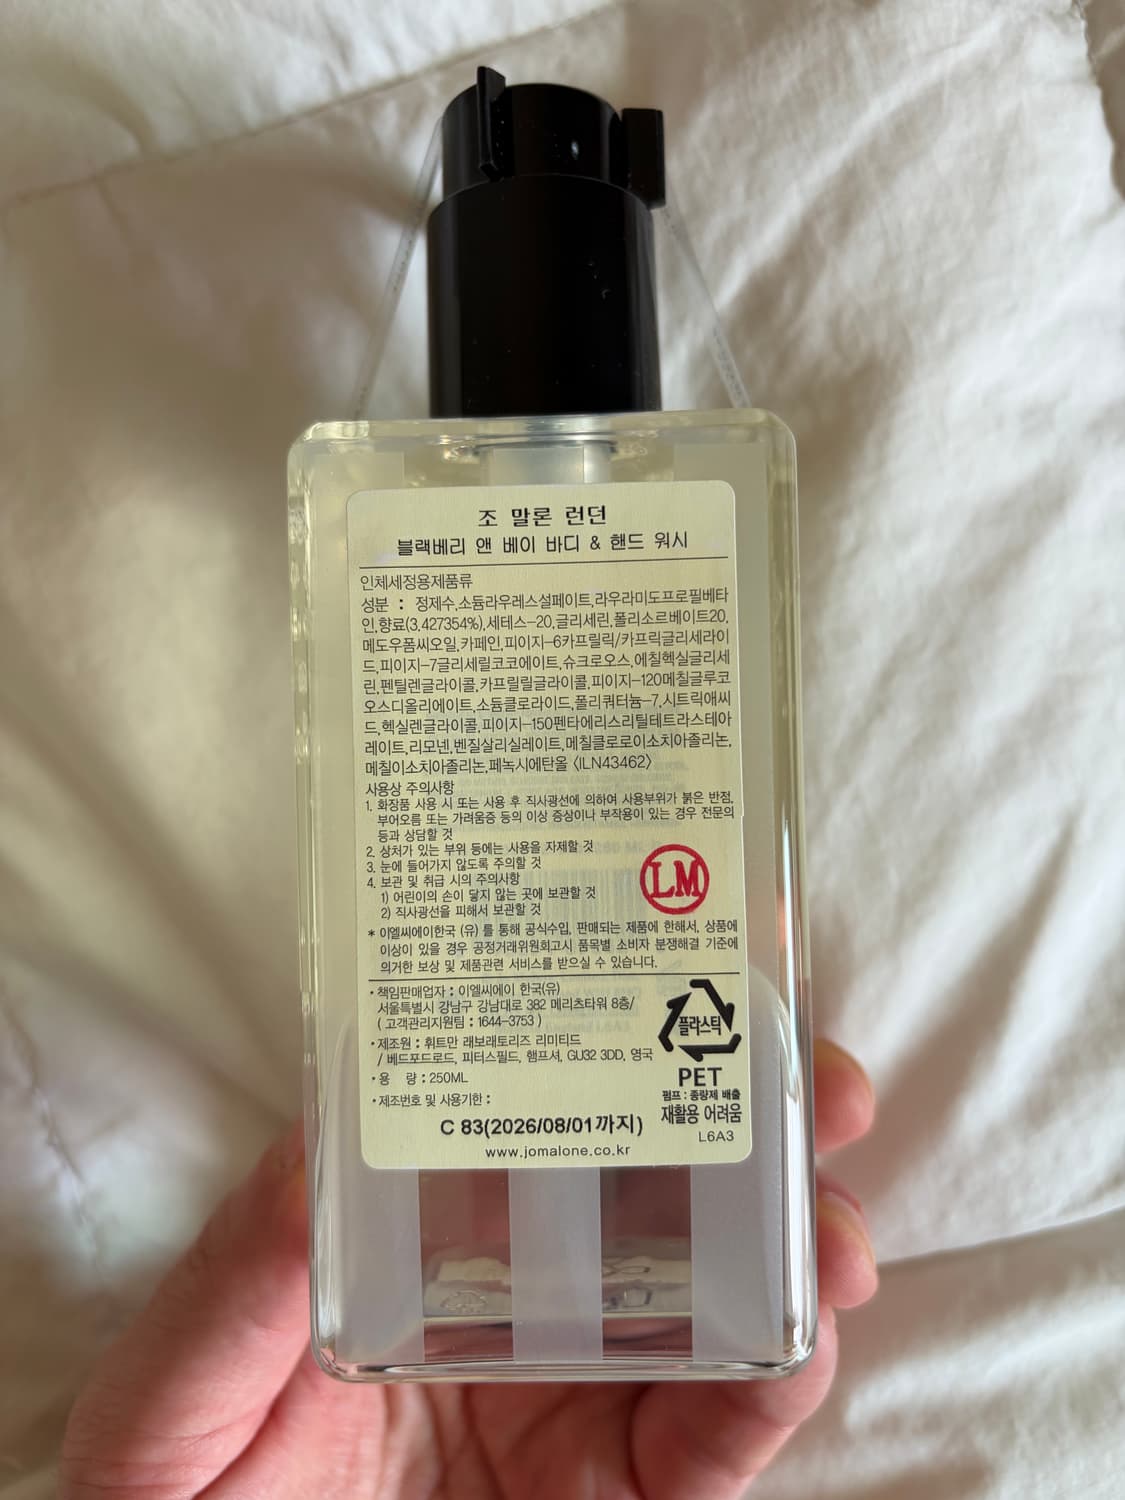 조 말론 런던
블랙베리 앤 베이 바디 & 핸드 워시
인체세정용제품류
성분 : 정제수,소듐라우레스설페이트,라우라미도프로필베타
인,향료(3.427354%),세테스-20,글리세린,폴리소르베이트20,
메도우폼씨오일,카페인,피이지-6카프릴릭/카프릭글리세라이
드,피이지-7글리세릴코코에이트,슈크로오스,에칠헥실글리세
린,펜틸렌글라이콜,카프릴릴글라이콜,피이지-120메칠글루코
오스디올리에이트,소듐클로라이드,폴리쿼터늄-7,시트릭애씨
드,헥실렌글라이콜,피이지-150펜타에리스리틸테트라스테아
레이트,리모넨,벤질살리실레이트,메칠클로로이소치아졸리논,
메칠이소치아졸리논,페녹시에탄올 <ILN43462>
사용상 주의사항
1. 화장품 사용 시 또는 사용 후 직사광선에 의하여 사용부위가 붉은 반점,
부어오름 또는 가려움증 등의 이상 증상이나 부작용이 있는 경우 전문의
등과 상담할 것
2. 상처가 있는 부위 등에는 사용을 자제할 것
3. 눈에 들어가지 않도록 주의할 것
4. 보관 및 취급 시의 주의사항
1) 어린이의 손이 닿지 않는 곳에 보관할 것
2) 직사광선을 피해서 보관할 것
LM
* 이엘씨에이한국 (유) 를 통해 공식수입, 판매되는 제품에 한해서, 상품에
이상이 있을 경우 공정거래위원회고시 품목별 소비자 분쟁해결 기준에
의거한 보상 및 제품관련 서비스를 받으실 수 있습니다.
• 책임판매업자 : 이엘씨에이 한국(유)
서울특별시 강남구 강남대로 382 메리츠타워 8층/
( 고객관리지원팀 : 1644-3753 )
• 제조원 : 휘트만 래보래토리즈 리미티드
/ 베드포드로드, 피터스필드, 햄프셔, GU32 3DD, 영국
• 용 량 : 250ML
• 제조번호 및 사용기한 :
C 83(2026/08/01까지)
www.jomalone.co.kr
플라스틱
PET
펌프 : 종량제 배출
재활용 어려움
L6A3